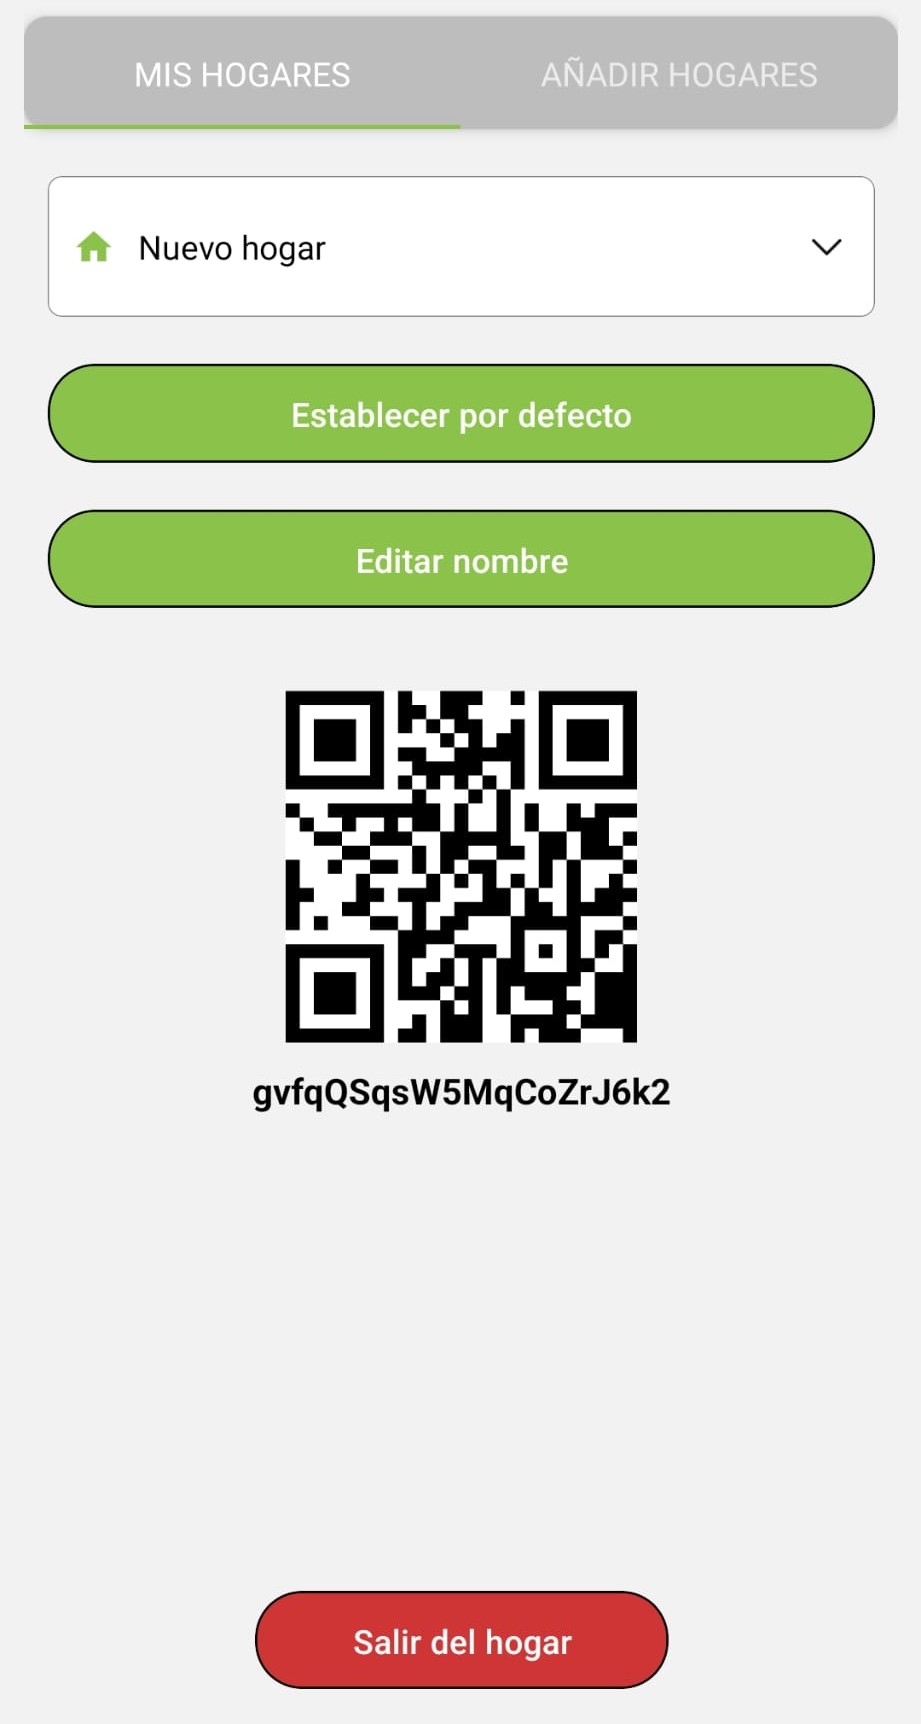 MIS HOGARES
AÑADIR HOGARES
Nuevo hogar
Establecer por defecto
Editar nombre
gvfqQSqsW5MqCoZrJ6k2
Salir del hogar